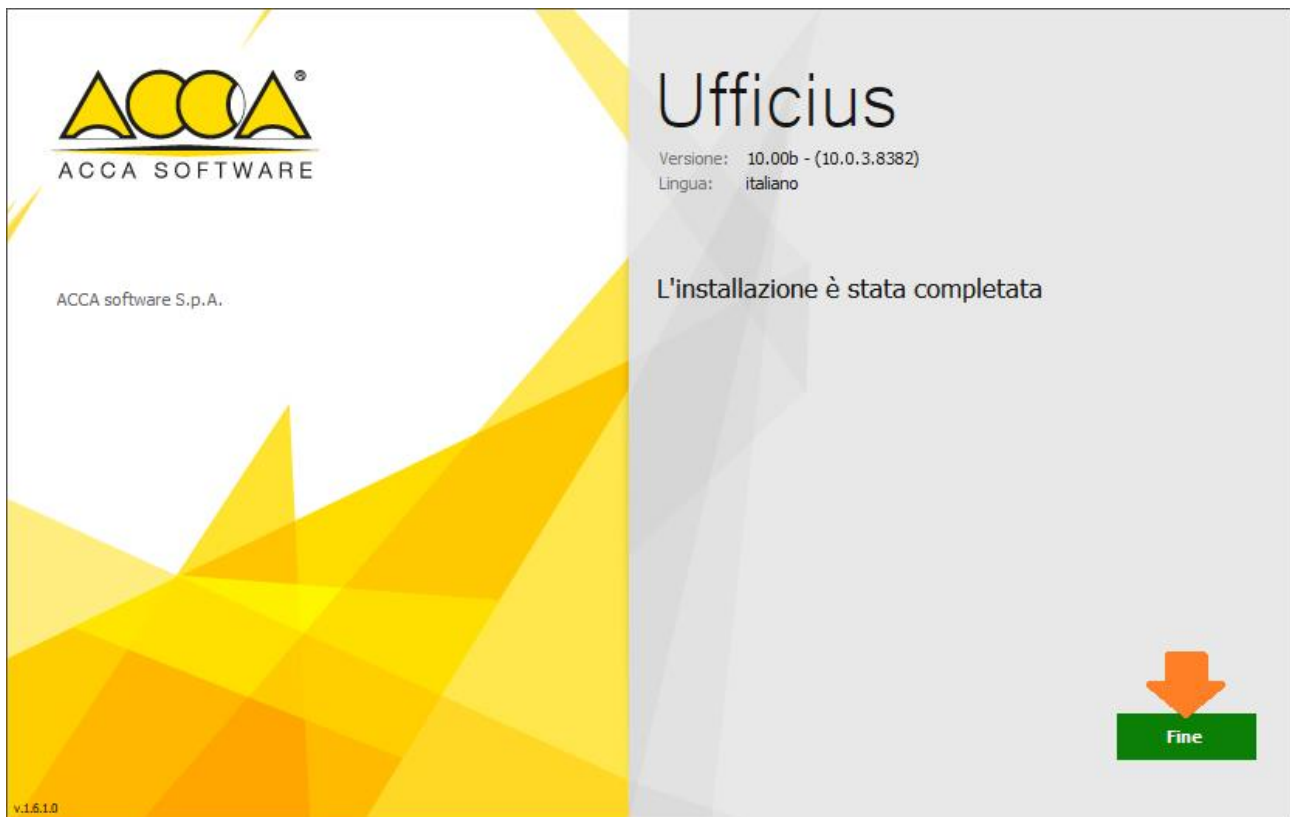 ACCA®
ACCA SOFTWARE
ACCA software S.p.A.
v.1.6.1.0
Ufficius
Versione: 10.00b - (10.0.3.8382)
Lingua: italiano
L'installazione è stata completata
Fine